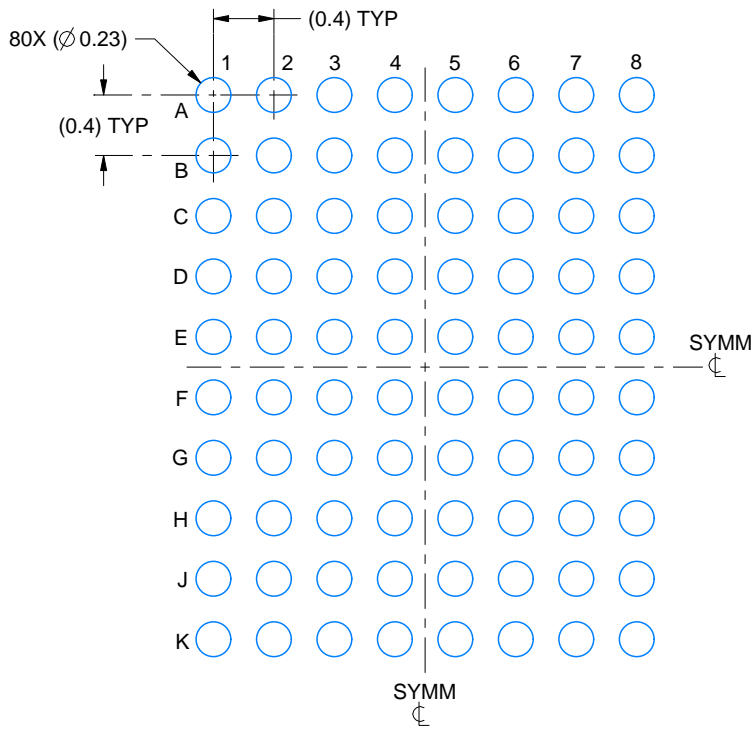 (0.4) TYP
80X (∅ 0.23)
1 2 3 4 5 6 7 8
A
(0.4) TYP
B
C
D
E
SYMM
℄
F
G
H
J
K
SYMM
℄